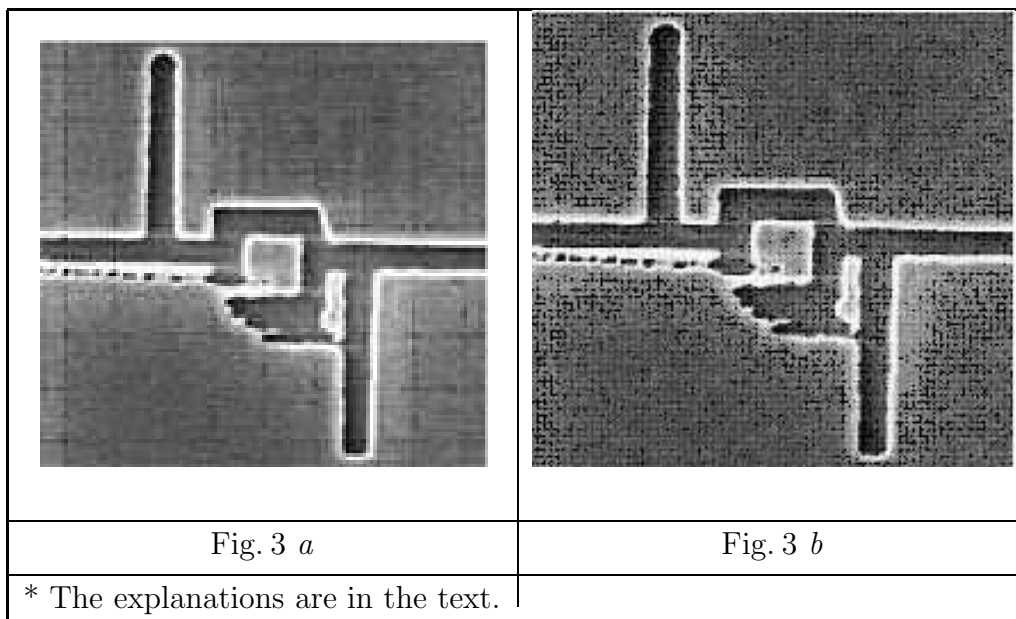 Fig. 3 a
Fig. 3 b
* The explanations are in the text.